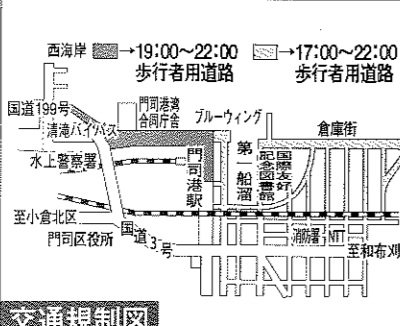 西海岸
→19:00～22:00
歩行者用道路
→17:00～22:00
歩行者用道路
国道199号
清滝バイパス
門司港湾
合同庁舎
ブルーウィング
倉庫街
水上警察署
門司港駅
第一船溜
国際友好
記念図書館
至小倉北区
門司区役所
国道3号
消防署
NTT
至和布刈
交通規制図